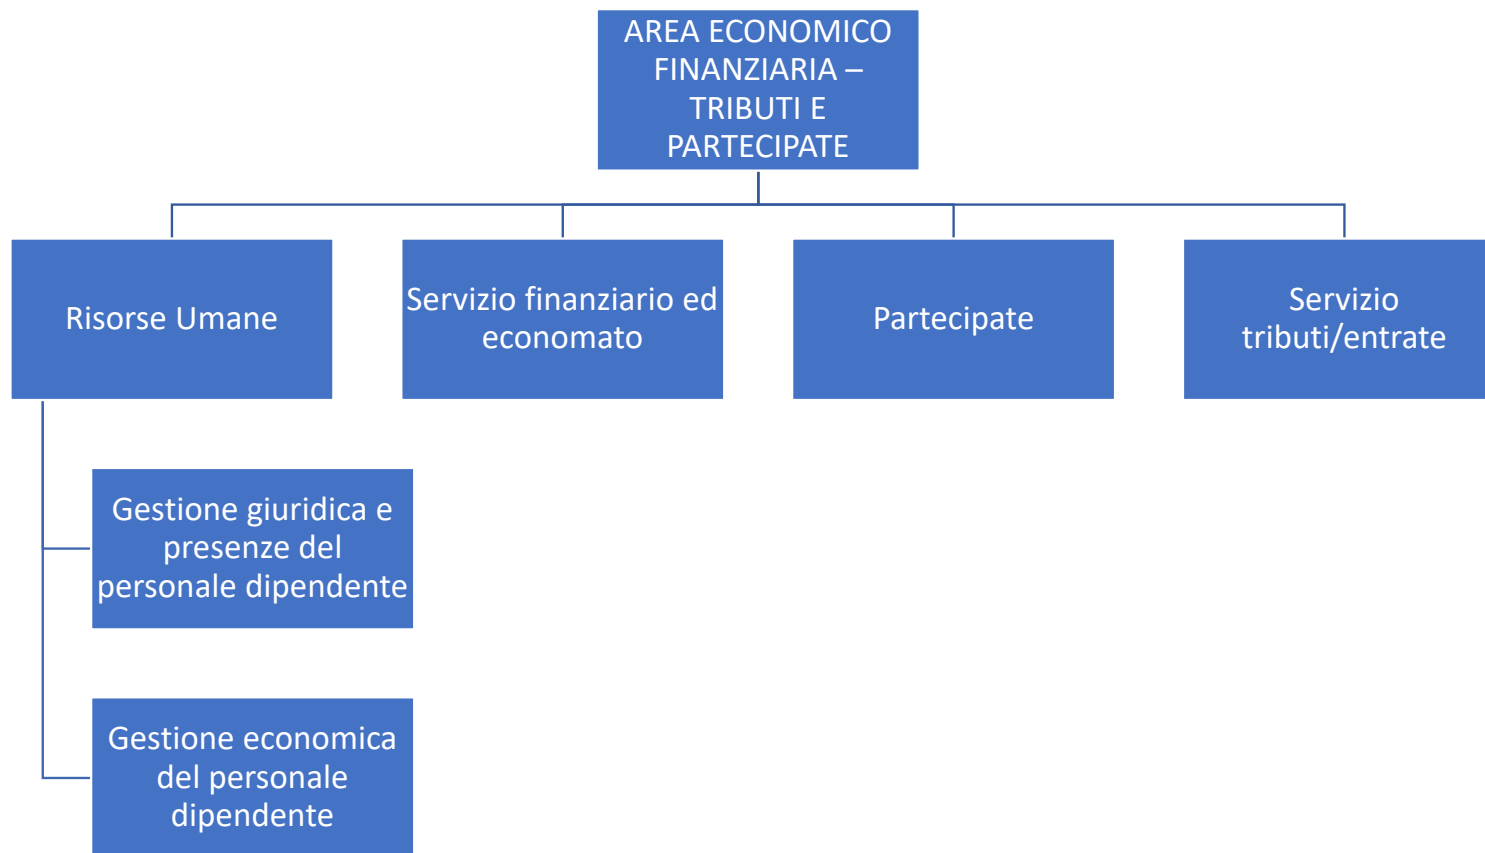 AREA ECONOMICO
FINANZIARIA –
TRIBUTI E
PARTECIPATE
Risorse Umane
Servizio finanziario ed
economato
Partecipate
Servizio
tributi/entrate
Gestione giuridica e
presenze del
personale dipendente
Gestione economica
del personale
dipendente